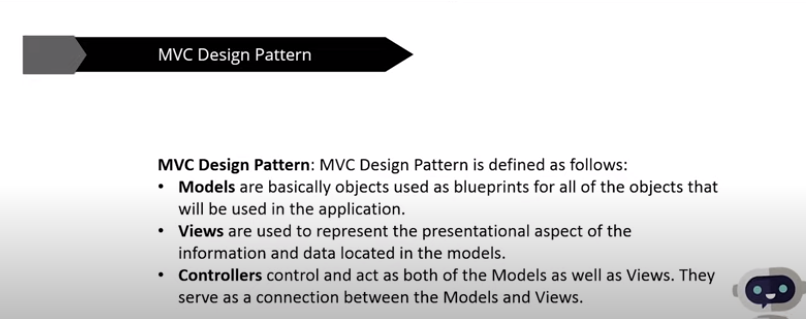 MVC Design Pattern
MVC Design Pattern: MVC Design Pattern is defined as follows:
• Models are basically objects used as blueprints for all of the objects that
will be used in the application.
• Views are used to represent the presentational aspect of the
information and data located in the models.
• Controllers control and act as both of the Models as well as Views. They
serve as a connection between the Models and Views.